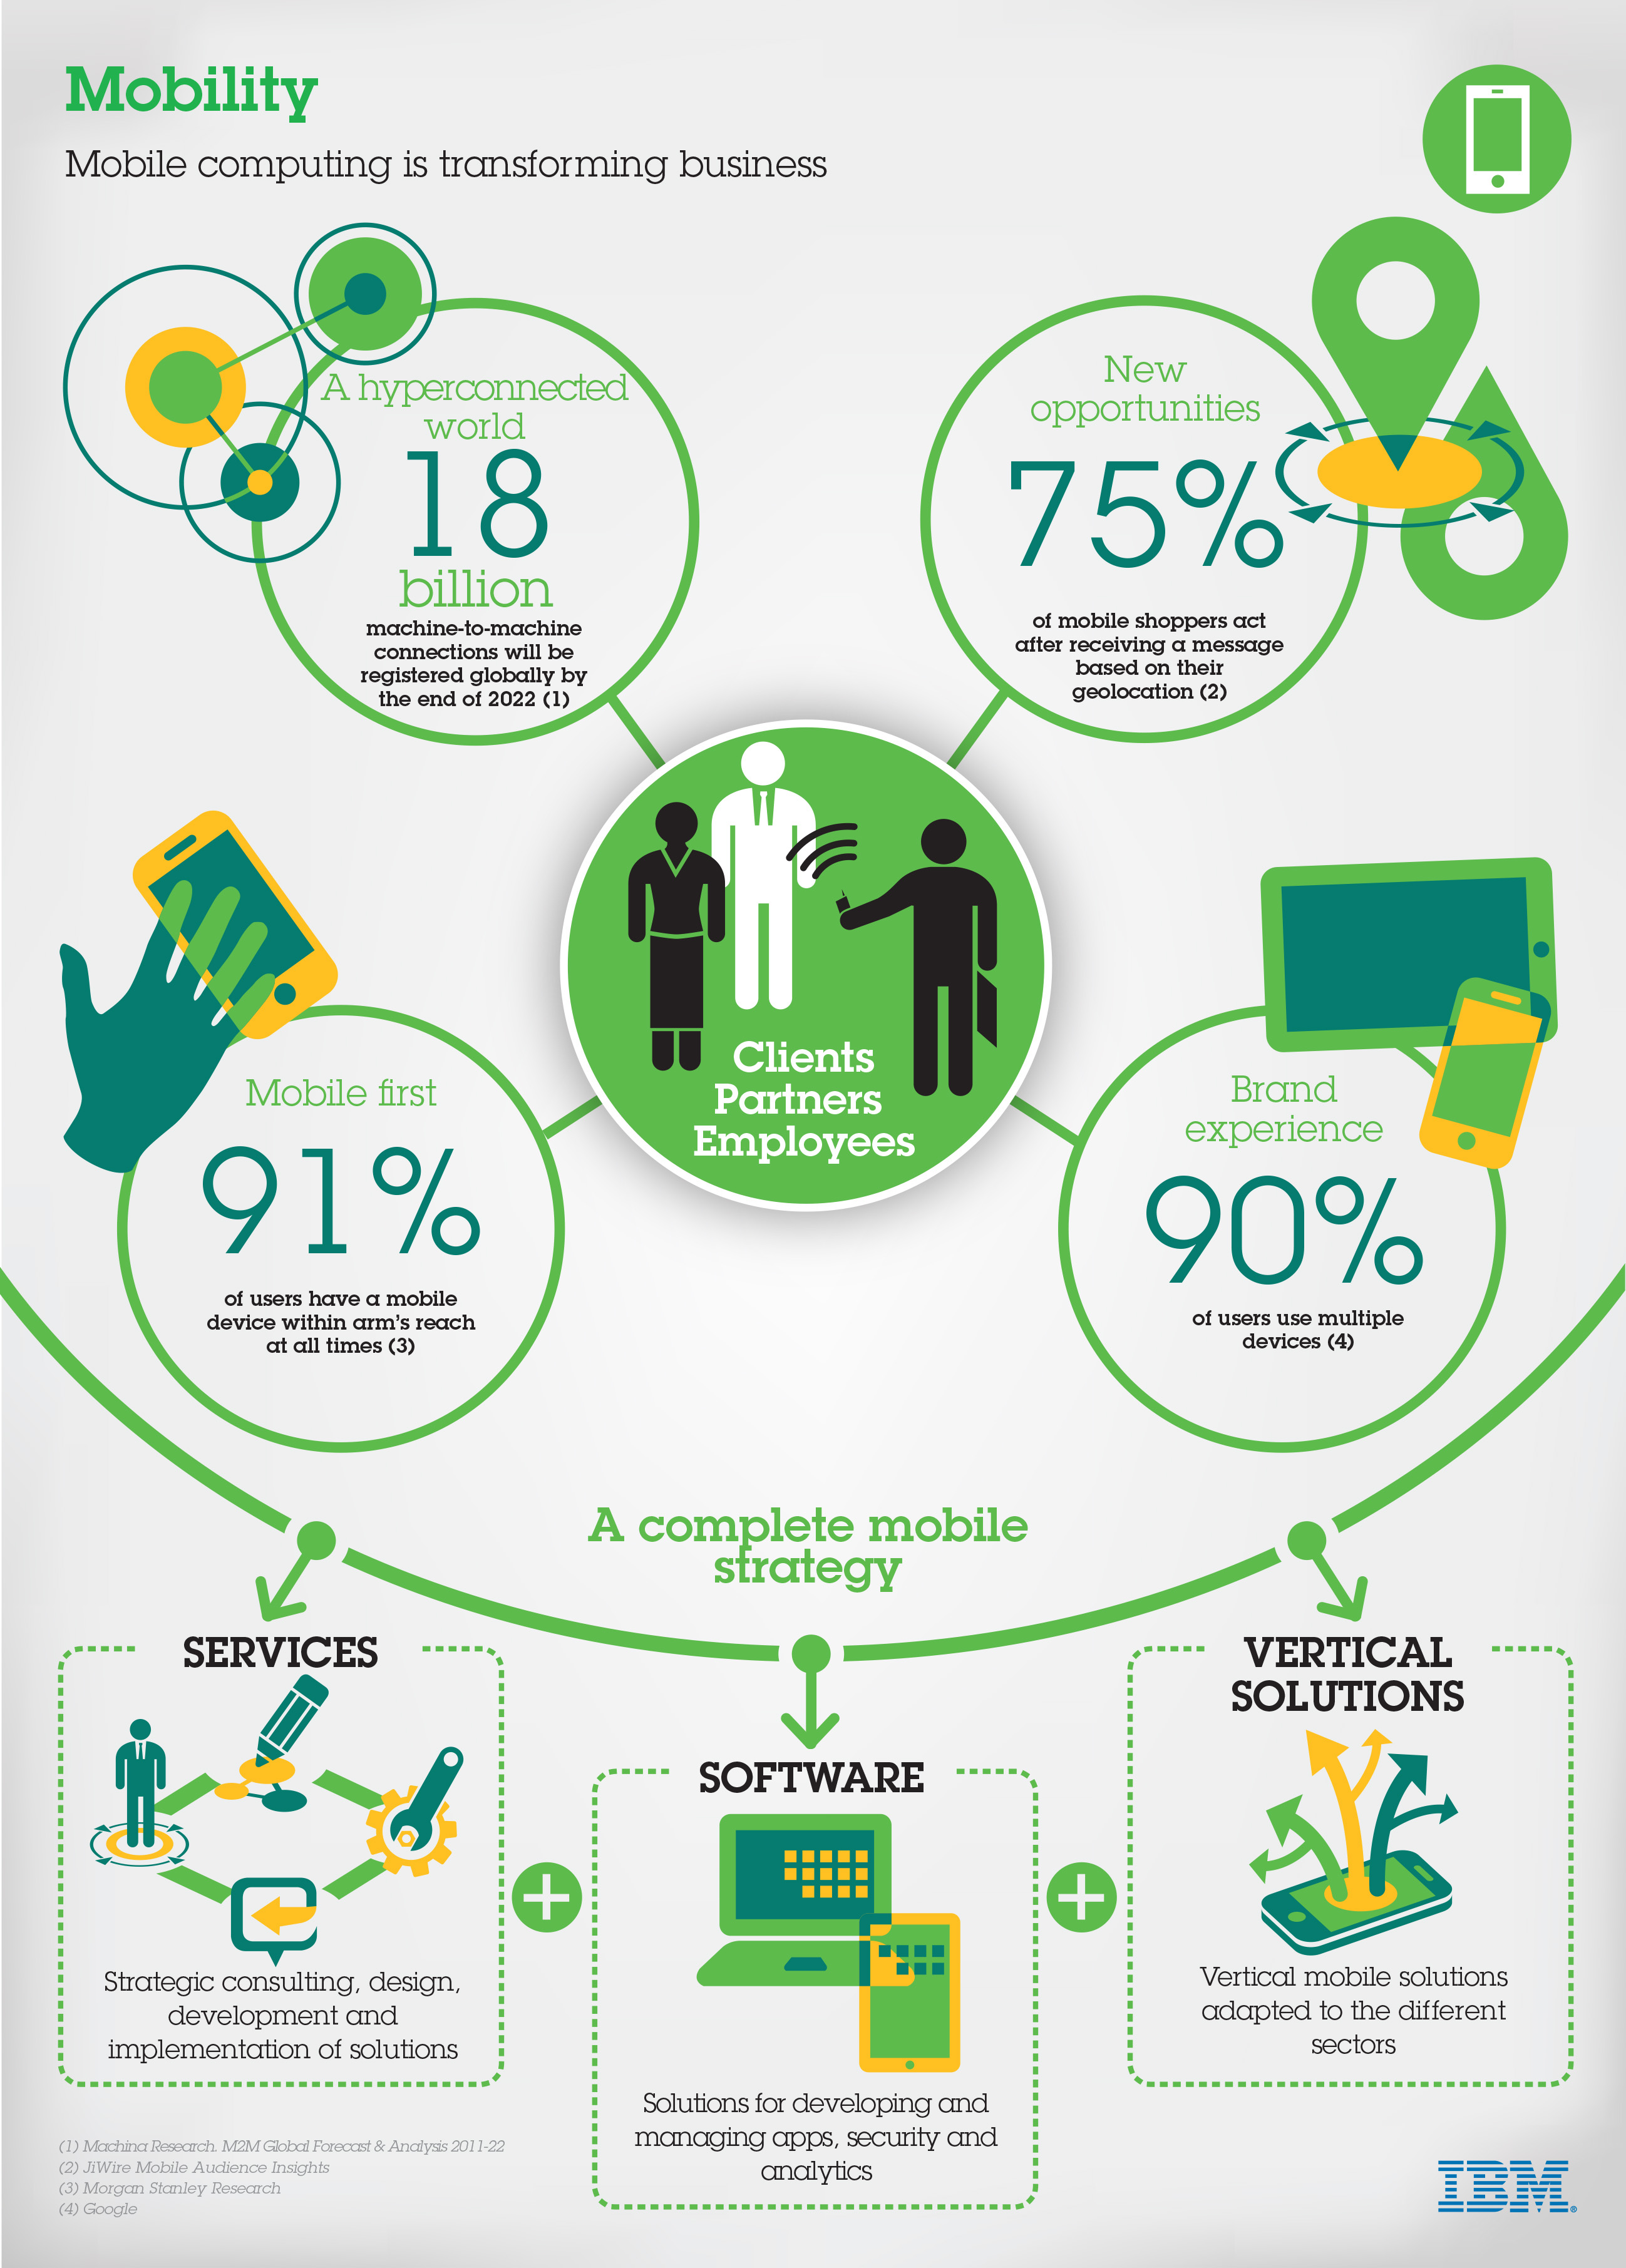 Mobility
Mobile computing is transforming business
A hyperconnected
world
18
billion
machine-to-machine
connections will be
registered globally by
the end of 2022 (1)
New
opportunities
75%
of mobile shoppers act
after receiving a message
based on their
geolocation (2)
Clients
Partners
Employees
Mobile first
91%
of users have a mobile
device within arm's reach
at all times (3)
Brand
experience
90%
of users use multiple
devices (4)
A complete mobile
strategy
SERVICES
Strategic consulting, design,
development and
implementation of solutions
SOFTWARE
Solutions for developing and
managing apps, security and
analytics
VERTICAL
SOLUTIONS
Vertical mobile solutions
adapted to the different
sectors
(1) Machina Research. M2M Global Forecast & Analysis 2011-22
(2) JiWire Mobile Audience Insights
(3) Morgan Stanley Research
(4) Google
IBM®